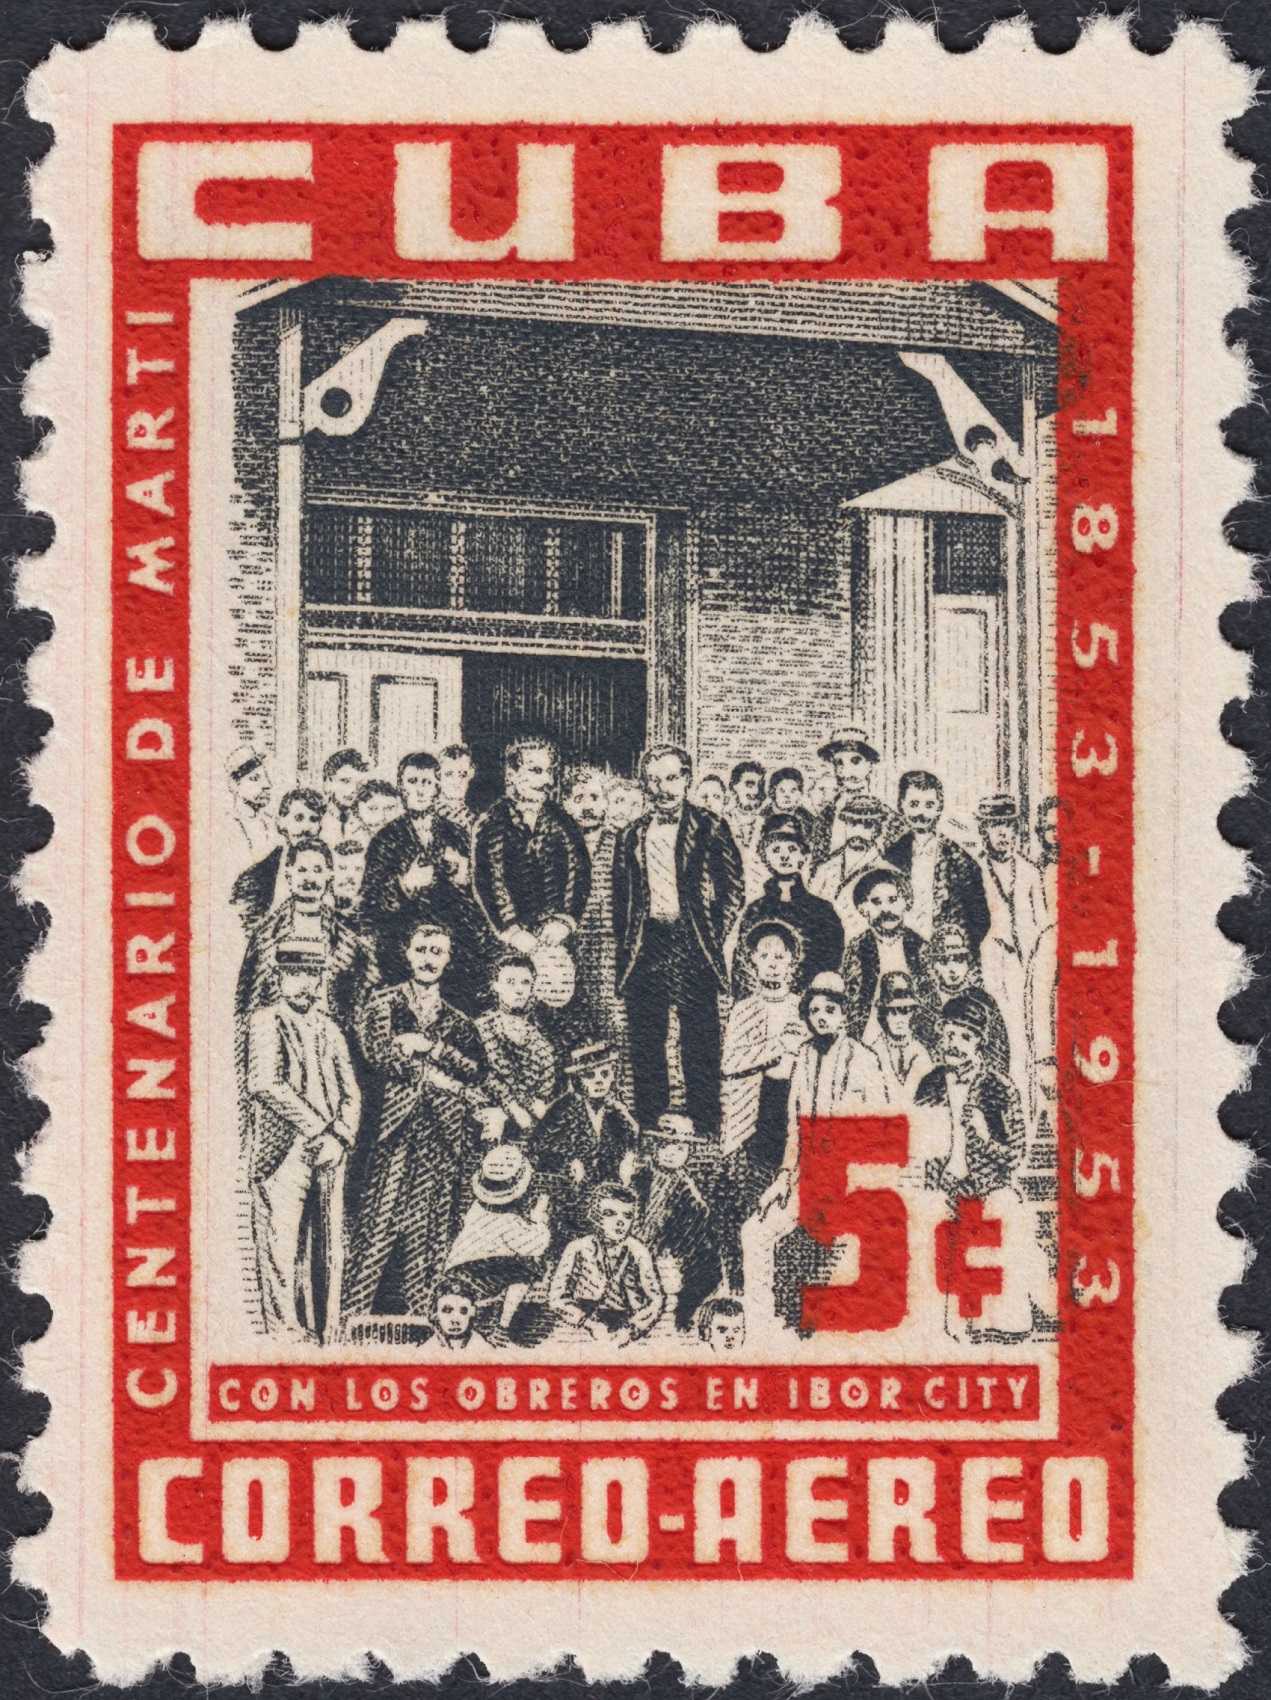 CUBA
CENTENARIO DE MARTI
1853-1953
5¢
CON LOS OBREROS EN IBOR CITY
CORREO-AEREO